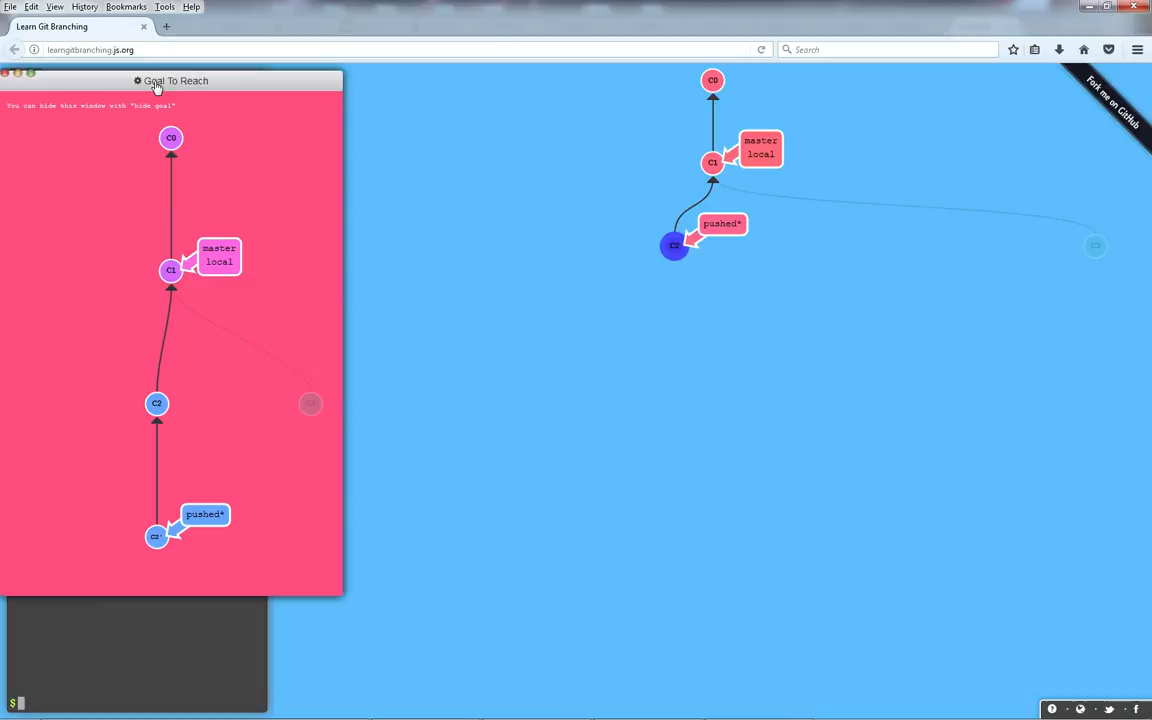 File Edit View History Bookmarks Tools Help
Learn Git Branching
learngitbranching.js.org
Search
Fork me on GitHub
Goal To Reach
You can hide this window with "hide goal"
C0
master
local
C1
C2
C2'
pushed*
C0
master
local
C1
pushed*
C2
$